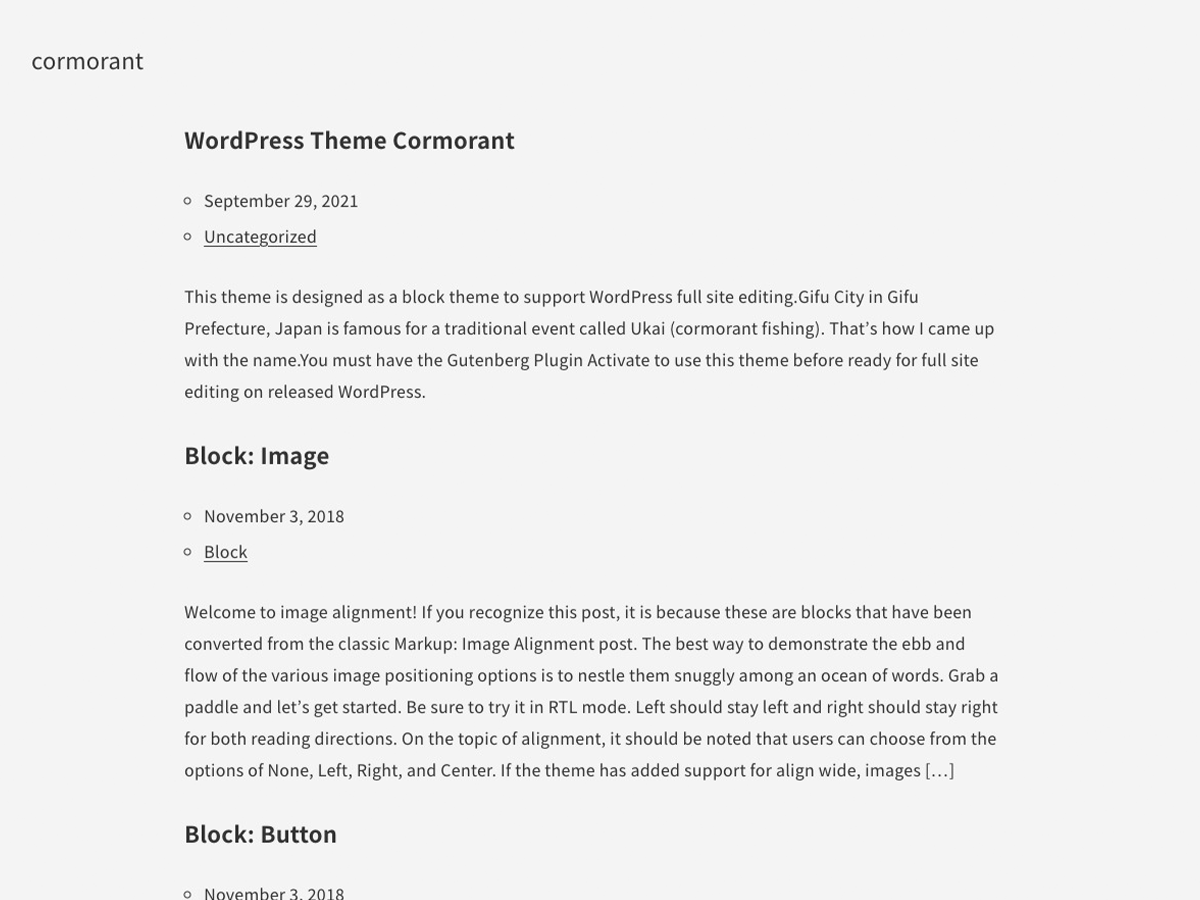 cormorant
WordPress Theme Cormorant
September 29, 2021
Uncategorized
This theme is designed as a block theme to support WordPress full site editing.Gifu City in Gifu
Prefecture, Japan is famous for a traditional event called Ukai (cormorant fishing). That’s how I came up
with the name.You must have the Gutenberg Plugin Activate to use this theme before ready for full site
editing on released WordPress.
Block: Image
November 3, 2018
Block
Welcome to image alignment! If you recognize this post, it is because these are blocks that have been
converted from the classic Markup: Image Alignment post. The best way to demonstrate the ebb and
flow of the various image positioning options is to nestle them snuggly among an ocean of words. Grab a
paddle and let’s get started. Be sure to try it in RTL mode. Left should stay left and right should stay right
for both reading directions. On the topic of alignment, it should be noted that users can choose from the
options of None, Left, Right, and Center. If the theme has added support for align wide, images […]
Block: Button
November 3, 2018